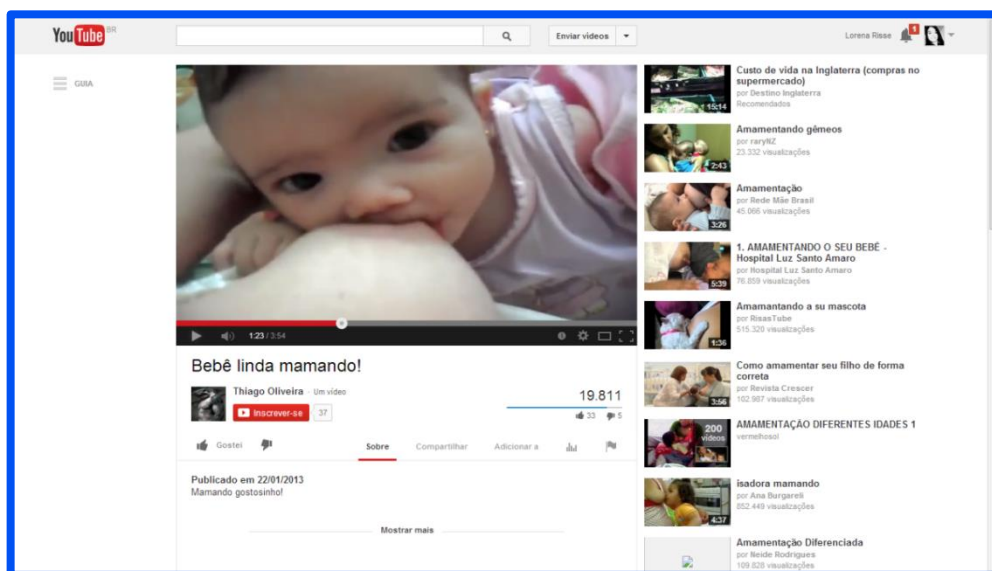 YouTube BR
Enviar vídeos
Lorena Risse
1
GUIA
1:23 / 3:54
Bebê linda mamando!
Thiago Oliveira · Um vídeo
Inscrever-se 37
19.811
33 5
Gostei
Sobre Compartilhar Adicionar a
Publicado em 22/01/2013
Mamando gostosinho!
Mostrar mais
Custo de vida na Inglaterra (compras no
supermercado)
por Destino Inglaterra
Recomendados
15:14
Amamentando gêmeos
por raryNZ
23.332 visualizações
2:43
Amamentação
por Rede Mãe Brasil
45.066 visualizações
3:26
1. AMAMENTANDO O SEU BEBÊ -
Hospital Luz Santo Amaro
por Hospital Luz Santo Amaro
76.859 visualizações
5:39
Amamantando a su mascota
por RisasTube
515.320 visualizações
1:36
Como amamentar seu filho de forma
correta
por Revista Crescer
102.987 visualizações
3:56
AMAMENTAÇÃO DIFERENTES IDADES 1
vermelhosol
200
vídeos
isadora mamando
por Ana Burgareli
852.449 visualizações
4:37
Amamentação Diferenciada
por Neide Rodrigues
109.828 visualizações